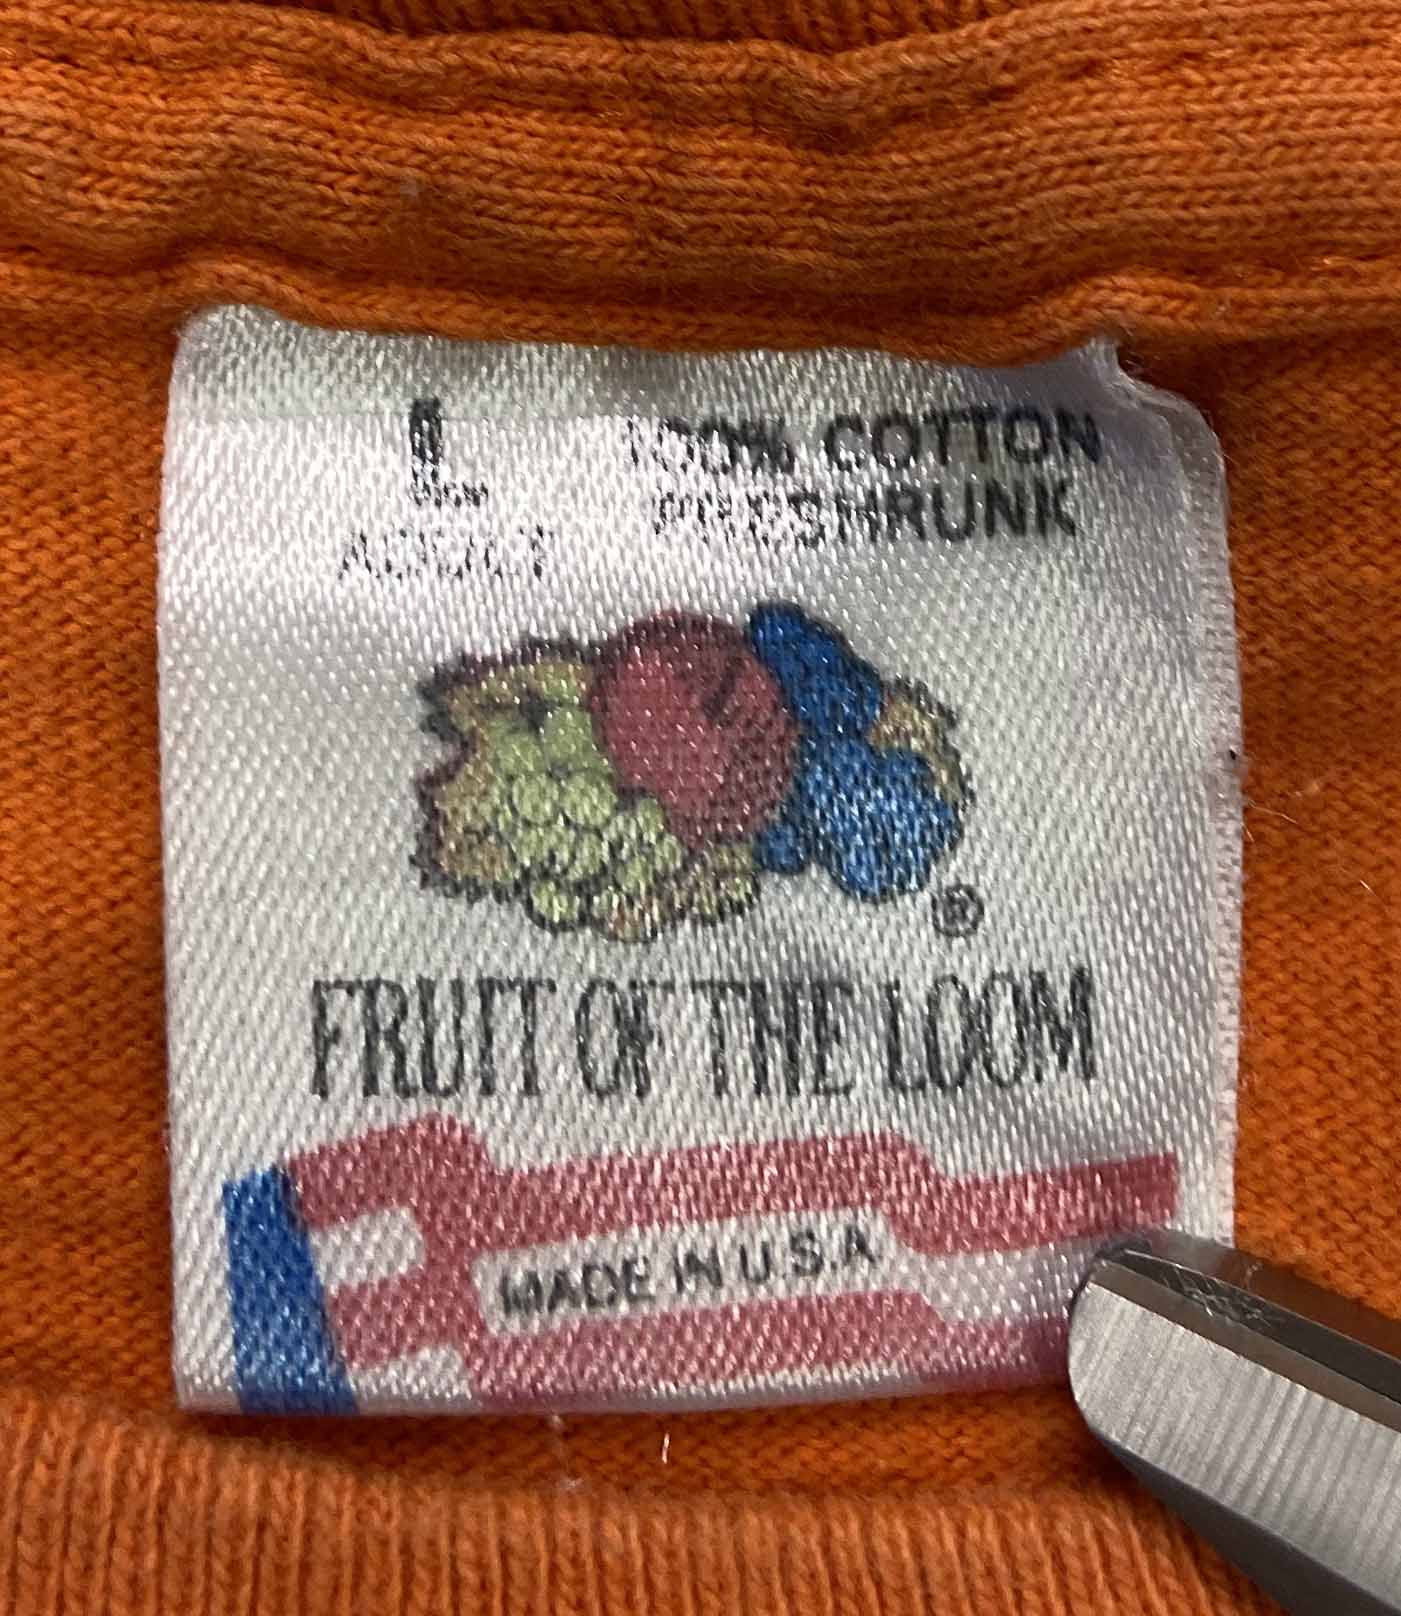 L
ADULT
100% COTTON
PRESHRUNK
®
FRUIT OF THE LOOM
MADE IN U.S.A